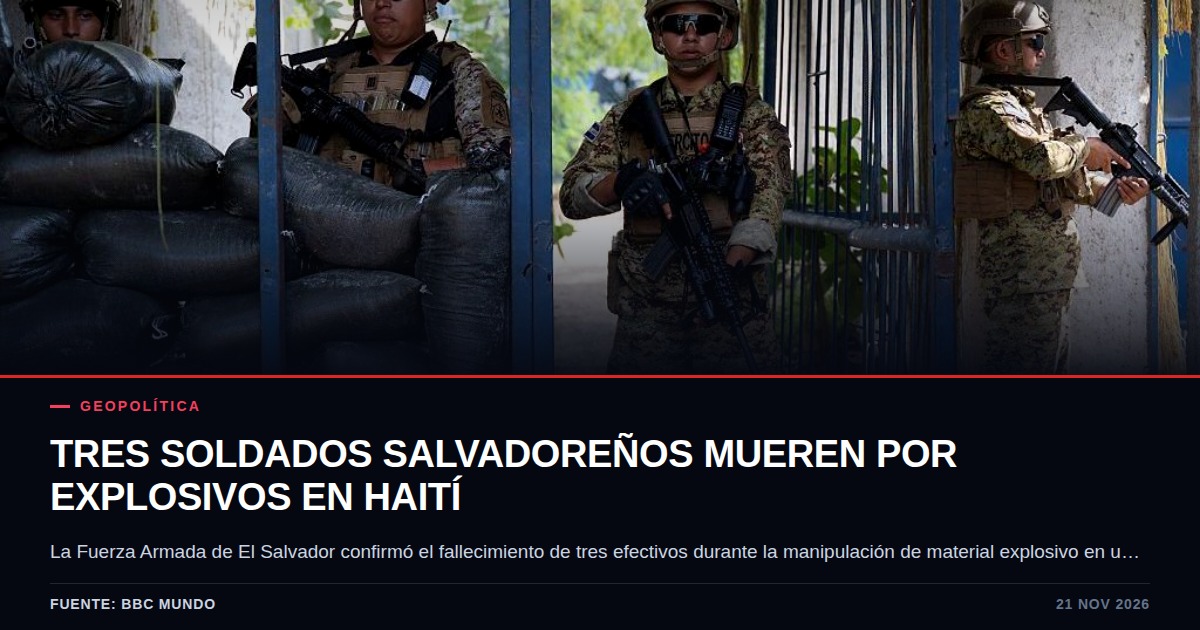 GEOPOLÍTICA
TRES SOLDADOS SALVADOREÑOS MUEREN POR
EXPLOSIVOS EN HAITÍ
La Fuerza Armada de El Salvador confirmó el fallecimiento de tres efectivos durante la manipulación de material explosivo en u…
FUENTE: BBC MUNDO
21 NOV 2026